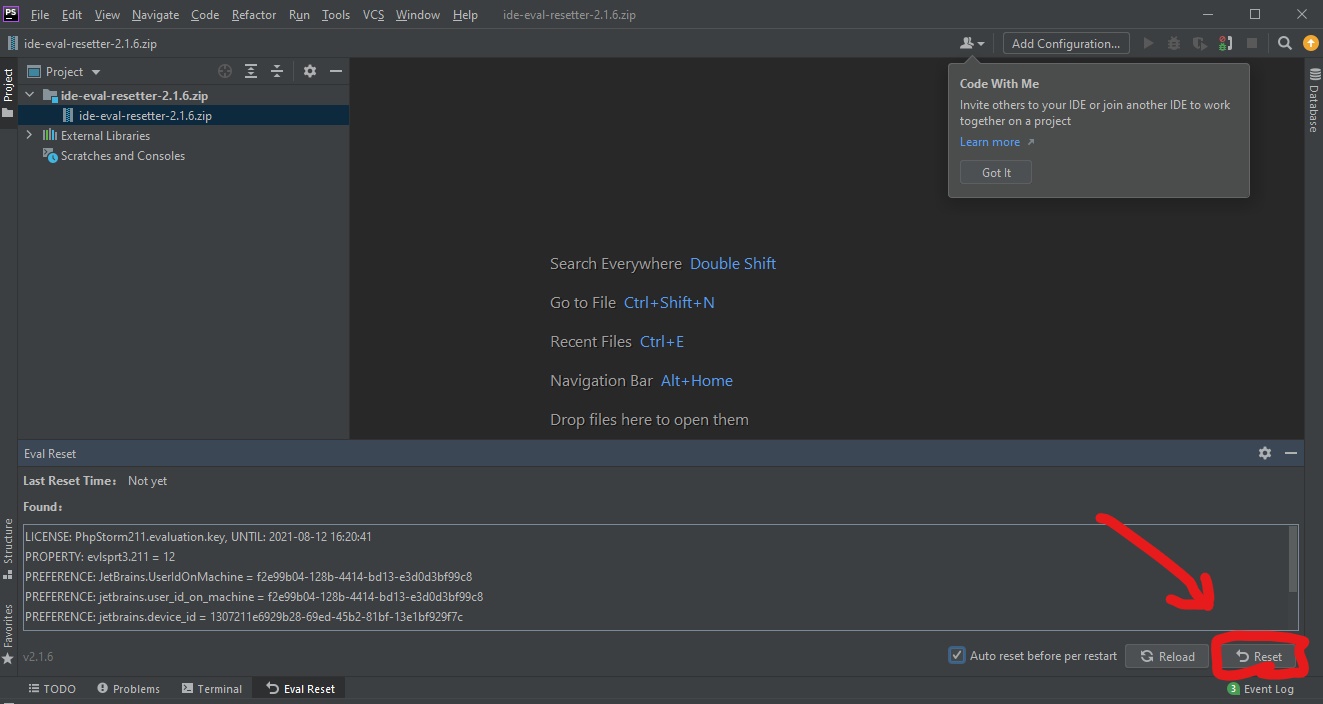 PS File Edit View Navigate Code Refactor Run Tools VCS Window Help ide-eval-resetter-2.1.6.zip
ide-eval-resetter-2.1.6.zip Add Configuration...
Project
Project
ide-eval-resetter-2.1.6.zip
ide-eval-resetter-2.1.6.zip
External Libraries
Scratches and Consoles
Code With Me
Invite others to your IDE or join another IDE to work
together on a project
Learn more
Got It
Database
Search Everywhere Double Shift
Go to File Ctrl+Shift+N
Recent Files Ctrl+E
Navigation Bar Alt+Home
Drop files here to open them
Eval Reset
Last Reset Time: Not yet
Found:
LICENSE: PhpStorm211.evaluation.key, UNTIL: 2021-08-12 16:20:41
PROPERTY: evlsprt3.211 = 12
PREFERENCE: JetBrains.UserIdOnMachine = f2e99b04-128b-4414-bd13-e3d0d3bf99c8
PREFERENCE: jetbrains.user_id_on_machine = f2e99b04-128b-4414-bd13-e3d0d3bf99c8
PREFERENCE: jetbrains.device_id = 1307211e6929b28-69ed-45b2-81bf-13e1bf929f7c
Structure
Favorites
v2.1.6 Auto reset before per restart Reload Reset
TODO Problems Terminal Eval Reset 3 Event Log